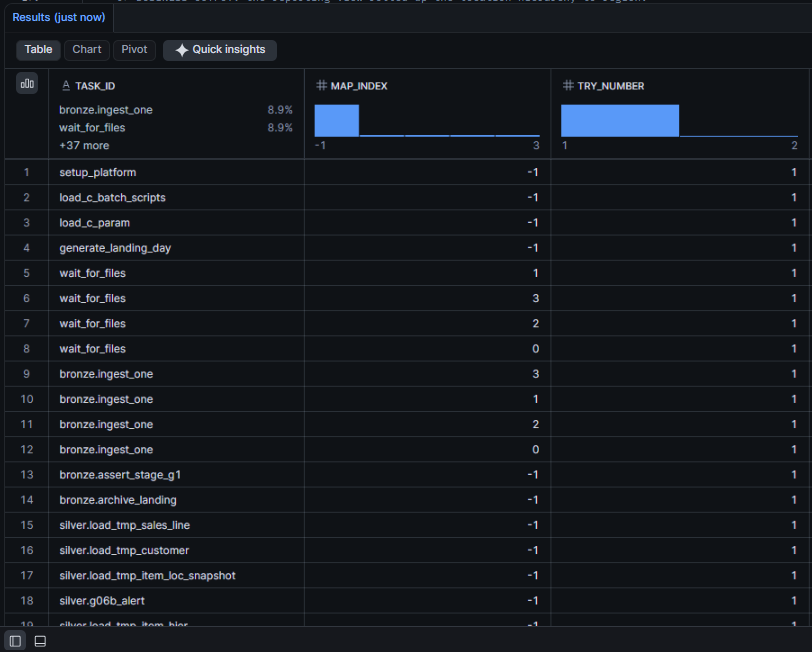 Results (just now)
Table Chart Pivot Quick insights
A TASK_ID # MAP_INDEX # TRY_NUMBER
bronze.ingest_one 8.9%
wait_for_files 8.9%
+37 more -1 3 1 2
1 setup_platform -1 1
2 load_c_batch_scripts -1 1
3 load_c_param -1 1
4 generate_landing_day -1 1
5 wait_for_files 1 1
6 wait_for_files 3 1
7 wait_for_files 2 1
8 wait_for_files 0 1
9 bronze.ingest_one 3 1
10 bronze.ingest_one 1 1
11 bronze.ingest_one 2 1
12 bronze.ingest_one 0 1
13 bronze.assert_stage_g1 -1 1
14 bronze.archive_landing -1 1
15 silver.load_tmp_sales_line -1 1
16 silver.load_tmp_customer -1 1
17 silver.load_tmp_item_loc_snapshot -1 1
18 silver.g06b_alert -1 1
19 silver.load_tmp_item_hier -1 1